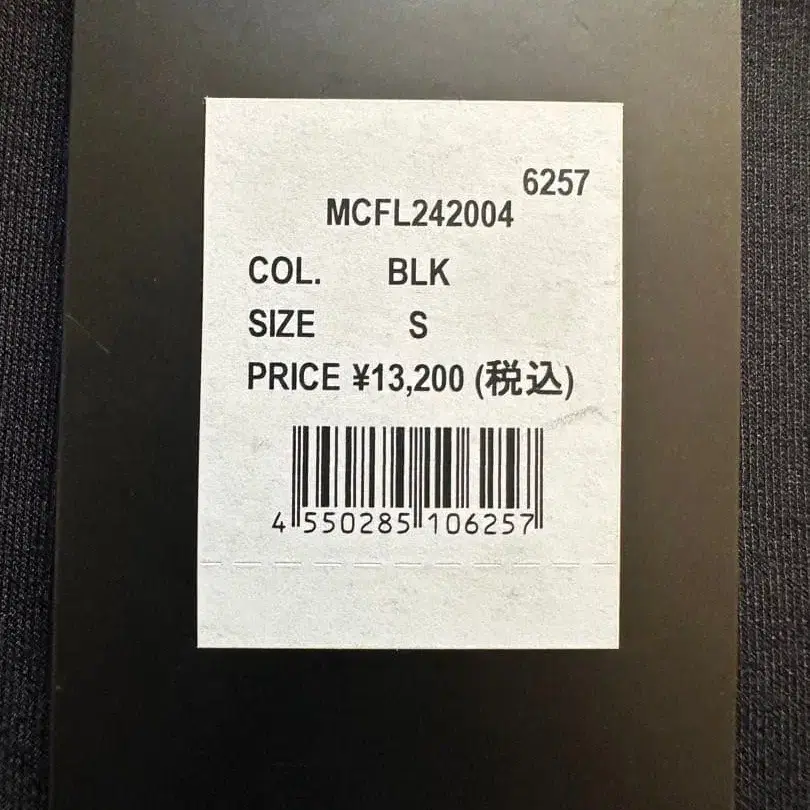 6257
MCFL242004
COL. BLK
SIZE S
PRICE ¥13,200 (税込)
4 550285 106257